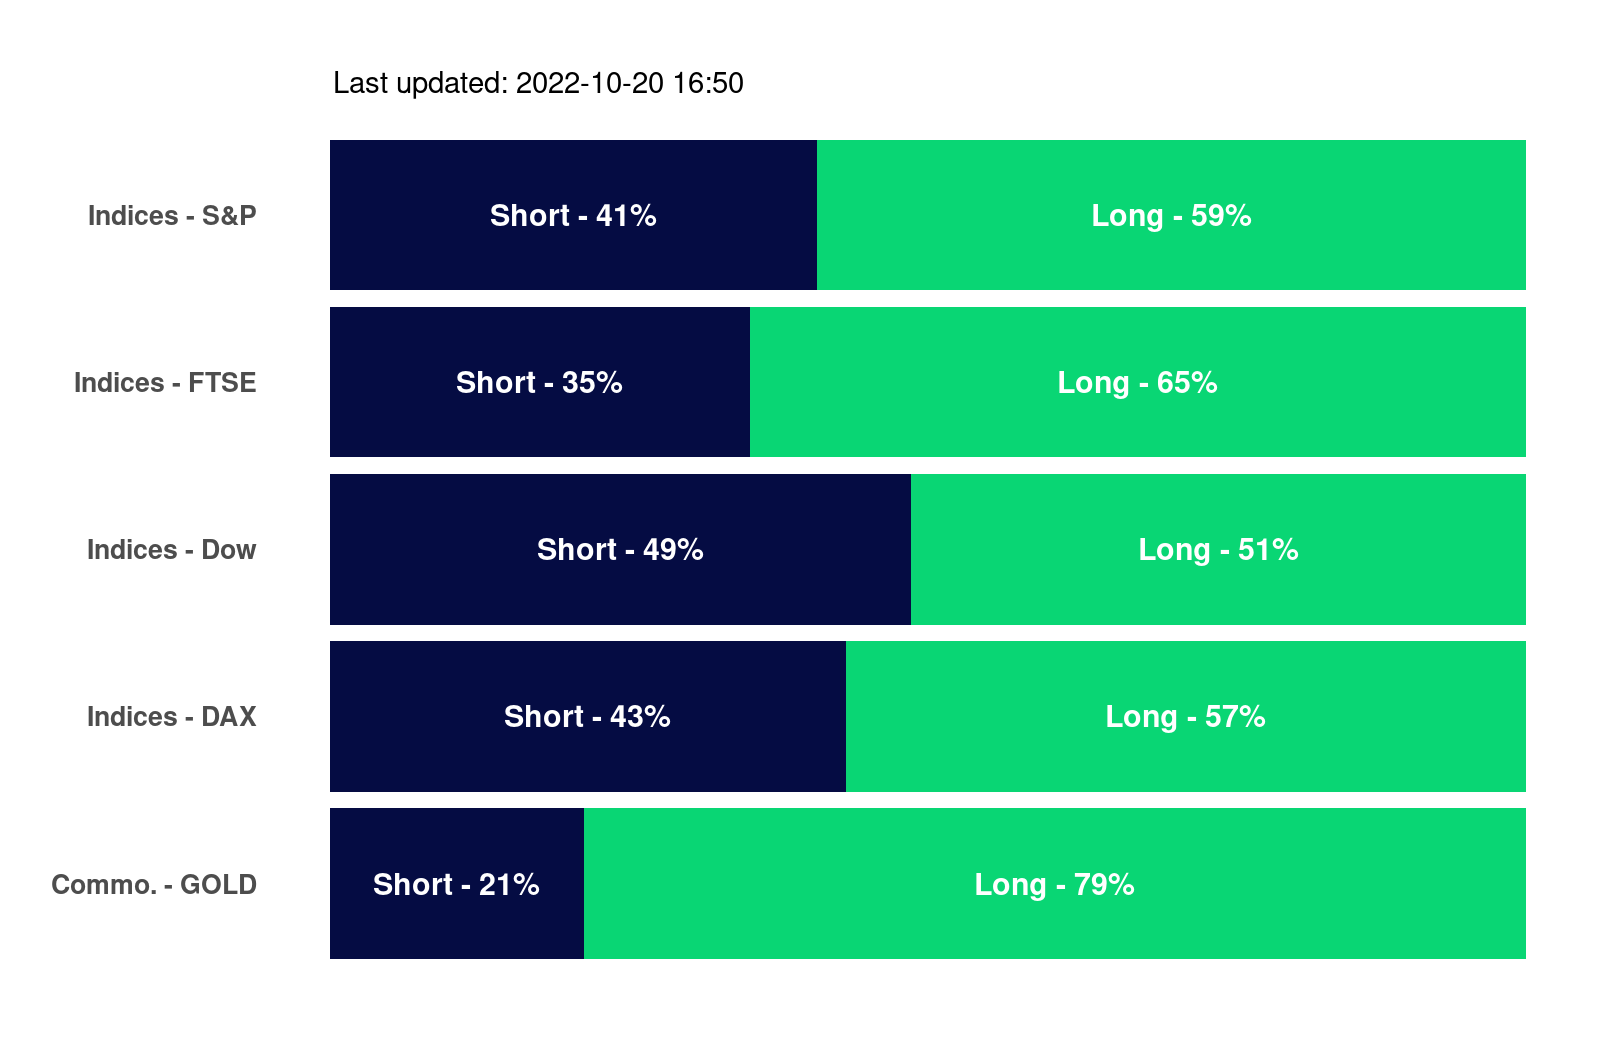 Last updated: 2022-10-20 16:50
Indices - S&P Short - 41% Long - 59%
Indices - FTSE Short - 35% Long - 65%
Indices - Dow Short - 49% Long - 51%
Indices - DAX Short - 43% Long - 57%
Commo. - GOLD Short - 21% Long - 79%